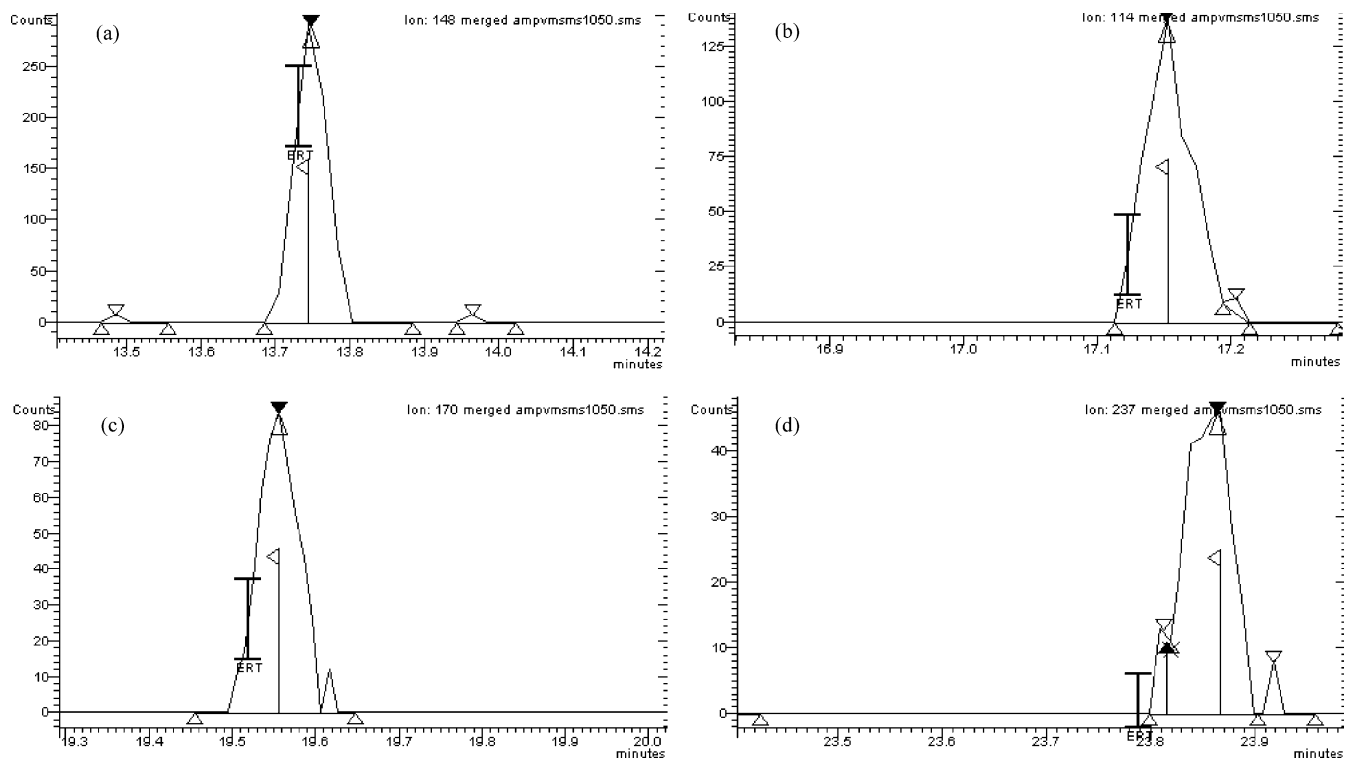 Counts
(a)
Ion: 148 merged ampvmsms1050.sms
250
200
150
100
50
0
ERT
13.5 13.6 13.7 13.8 13.9 14.0 14.1 14.2
minutes
Counts
(b)
Ion: 114 merged ampvmsms1050.sms
125
100
75
50
25
0
ERT
16.9 17.0 17.1 17.2
minutes
Counts
(c)
Ion: 170 merged ampvmsms1050.sms
80
70
60
50
40
30
20
10
0
ERT
19.3 19.4 19.5 19.6 19.7 19.8 19.9 20.0
minutes
Counts
(d)
Ion: 237 merged ampvmsms1050.sms
40
30
20
10
0
ERT
23.5 23.6 23.7 23.8 23.9
minutes